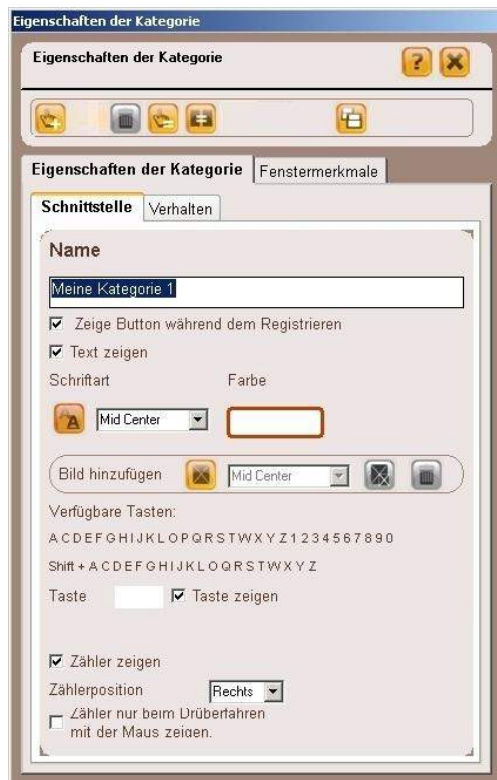 Eigenschaften der Kategorie
Eigenschaften der Kategorie
?
Eigenschaften der Kategorie Fenstermerkmale
Schnittstelle Verhalten
Name
Meine Kategorie 1
Zeige Button während dem Registrieren
Text zeigen
Schriftart Farbe
A Mid Center
Bild hinzufügen Mid Center
Verfügbare Tasten:
A C D E F G H I J K L O P Q R S T W X Y Z 1 2 3 4 5 6 7 8 9 0
Shift + A C D E F G H I J K L O Q R S T W X Y Z
Taste Taste zeigen
Zähler zeigen
Zählerposition Rechts
Zähler nur beim Drüberfahren
mit der Maus zeigen.